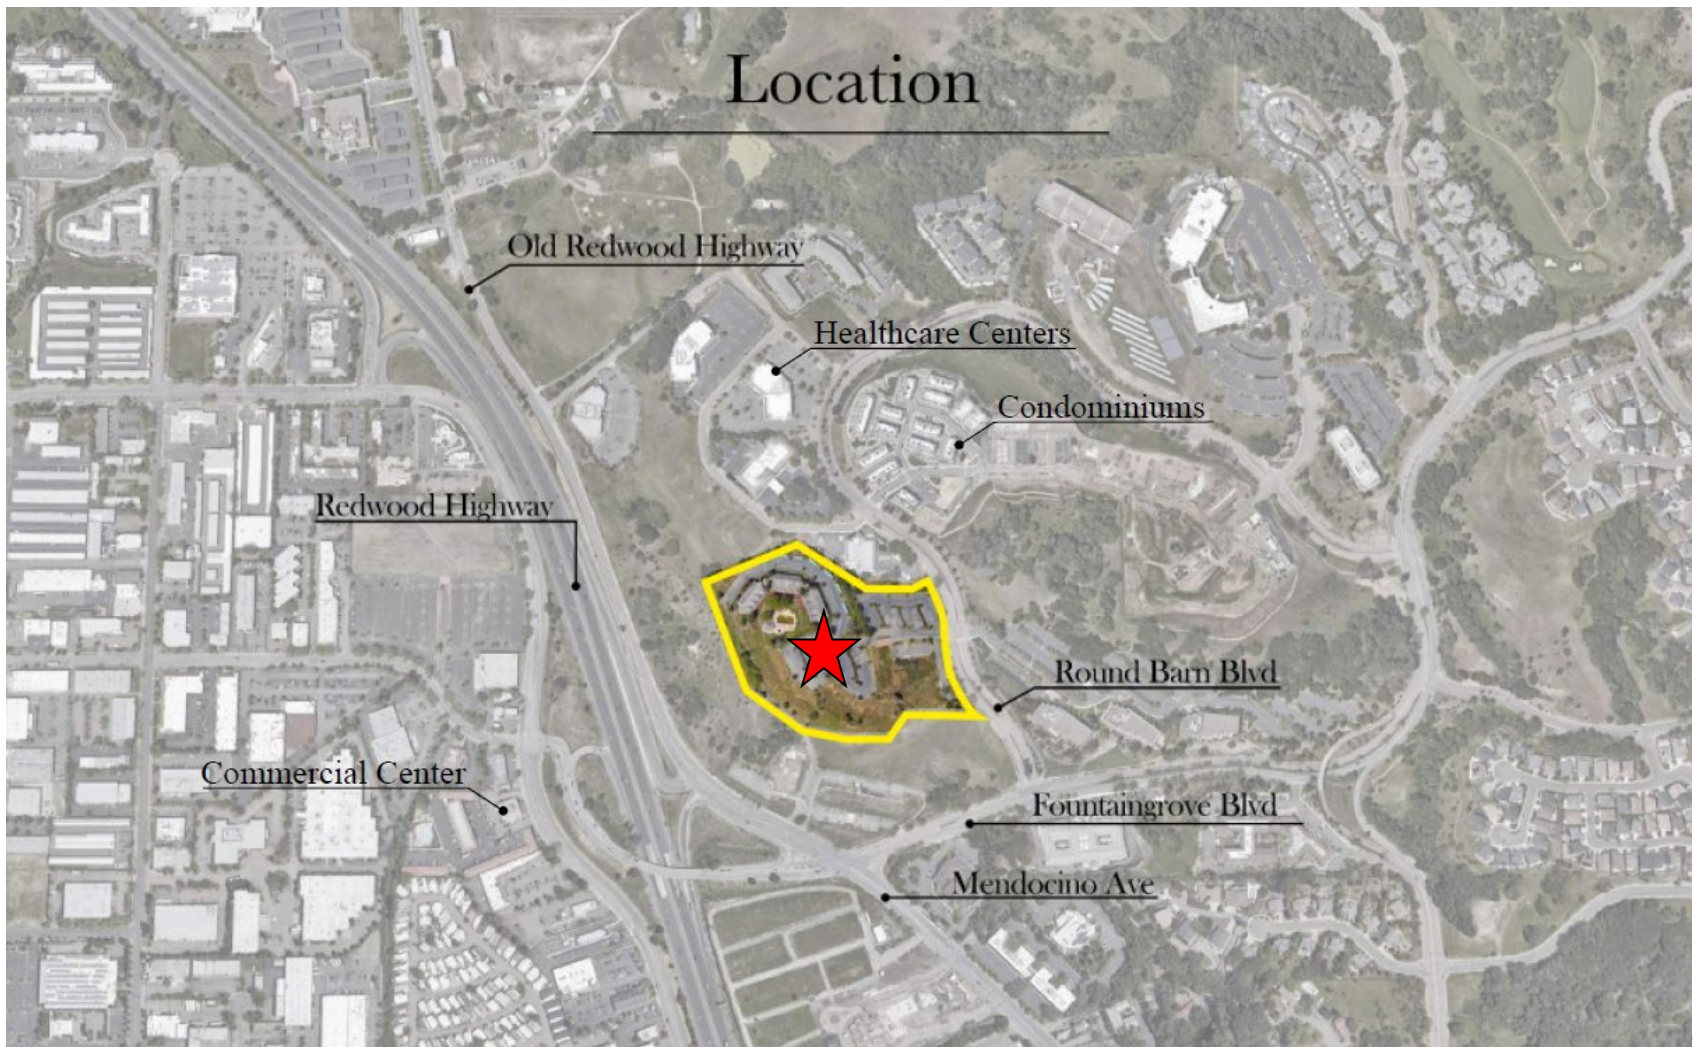 Location
Old Redwood Highway
Healthcare Centers
Condominiums
Redwood Highway
Round Barn Blvd
Commercial Center
Fountaingrove Blvd
Mendocino Ave